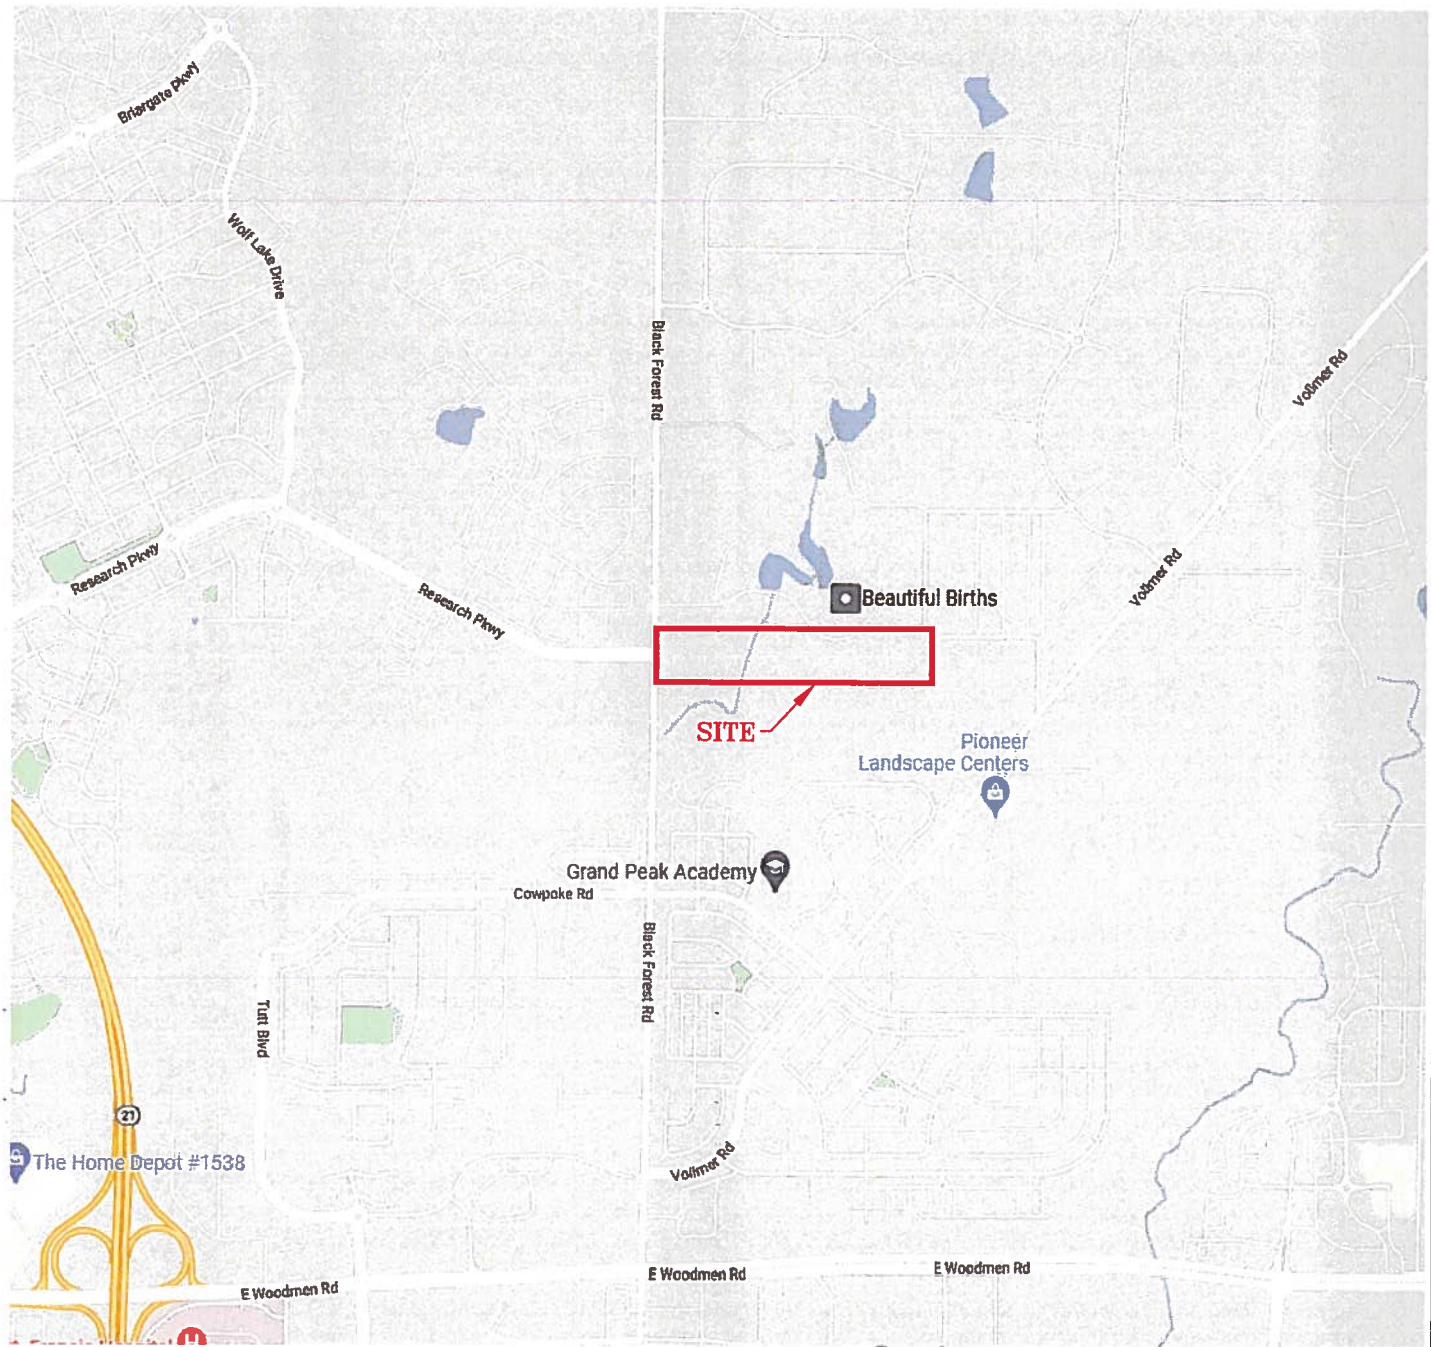 Briargate Pkwy
Wolf Lake Drive
Black Forest Rd
Vollmer Rd
Research Pkwy
Research Pkwy
Vollmer Rd
Beautiful Births
SITE
Pioneer
Landscape Centers
Grand Peak Academy
Cowpoke Rd
Black Forest Rd
Tutt Blvd
21
The Home Depot #1538
Vollmer Rd
E Woodmen Rd
E Woodmen Rd
E Woodmen Rd
H